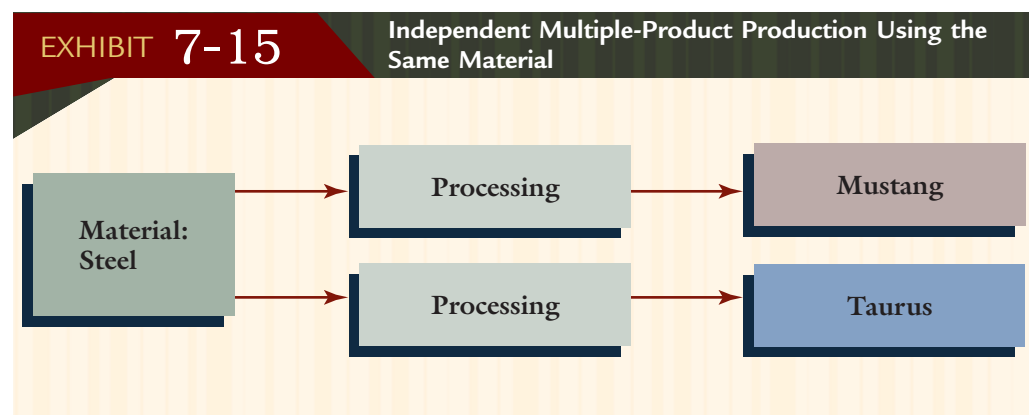 EXHIBIT 7-15
Independent Multiple-Product Production Using the
Same Material
Material:
Steel
Processing
Mustang
Processing
Taurus